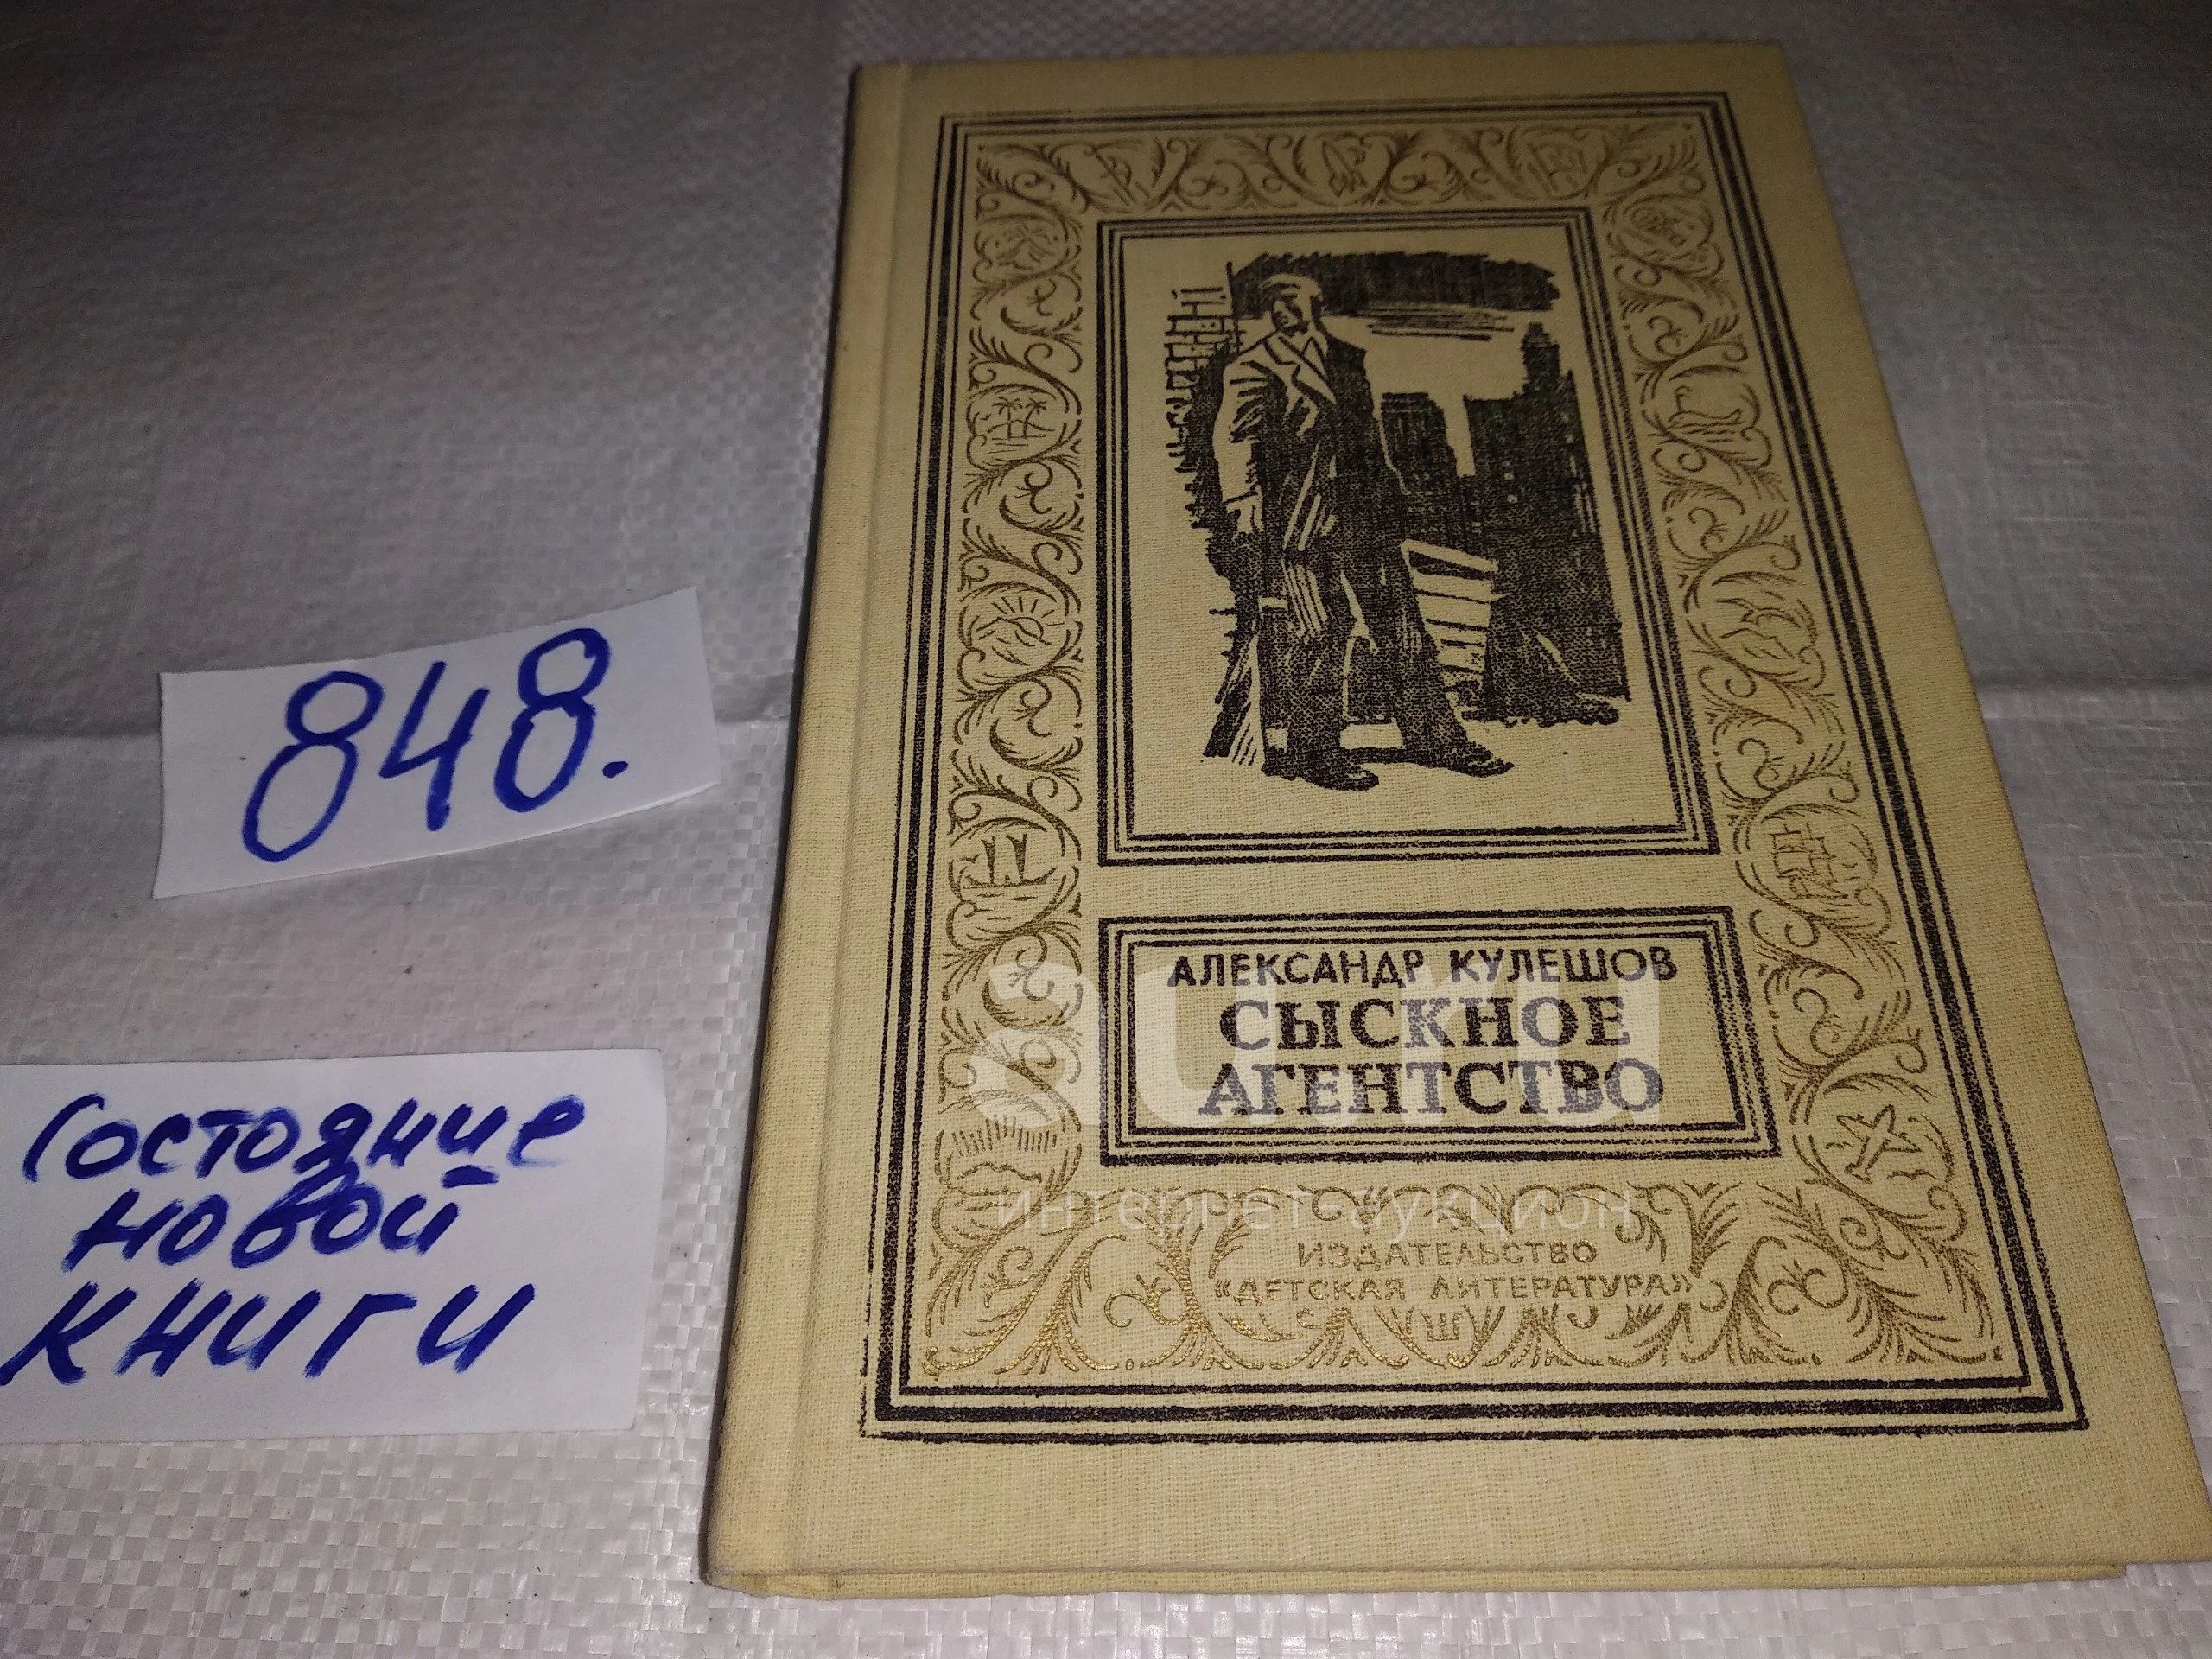 848.
Состояние
новой
книги
АЛЕКСАНДР КУЛЕШОВ
СЫСКНОЕ
АГЕНТСТВО
интернет-аукцион
ИЗДАТЕЛЬСТВО
«ДЕТСКАЯ ЛИТЕРАТУРА»